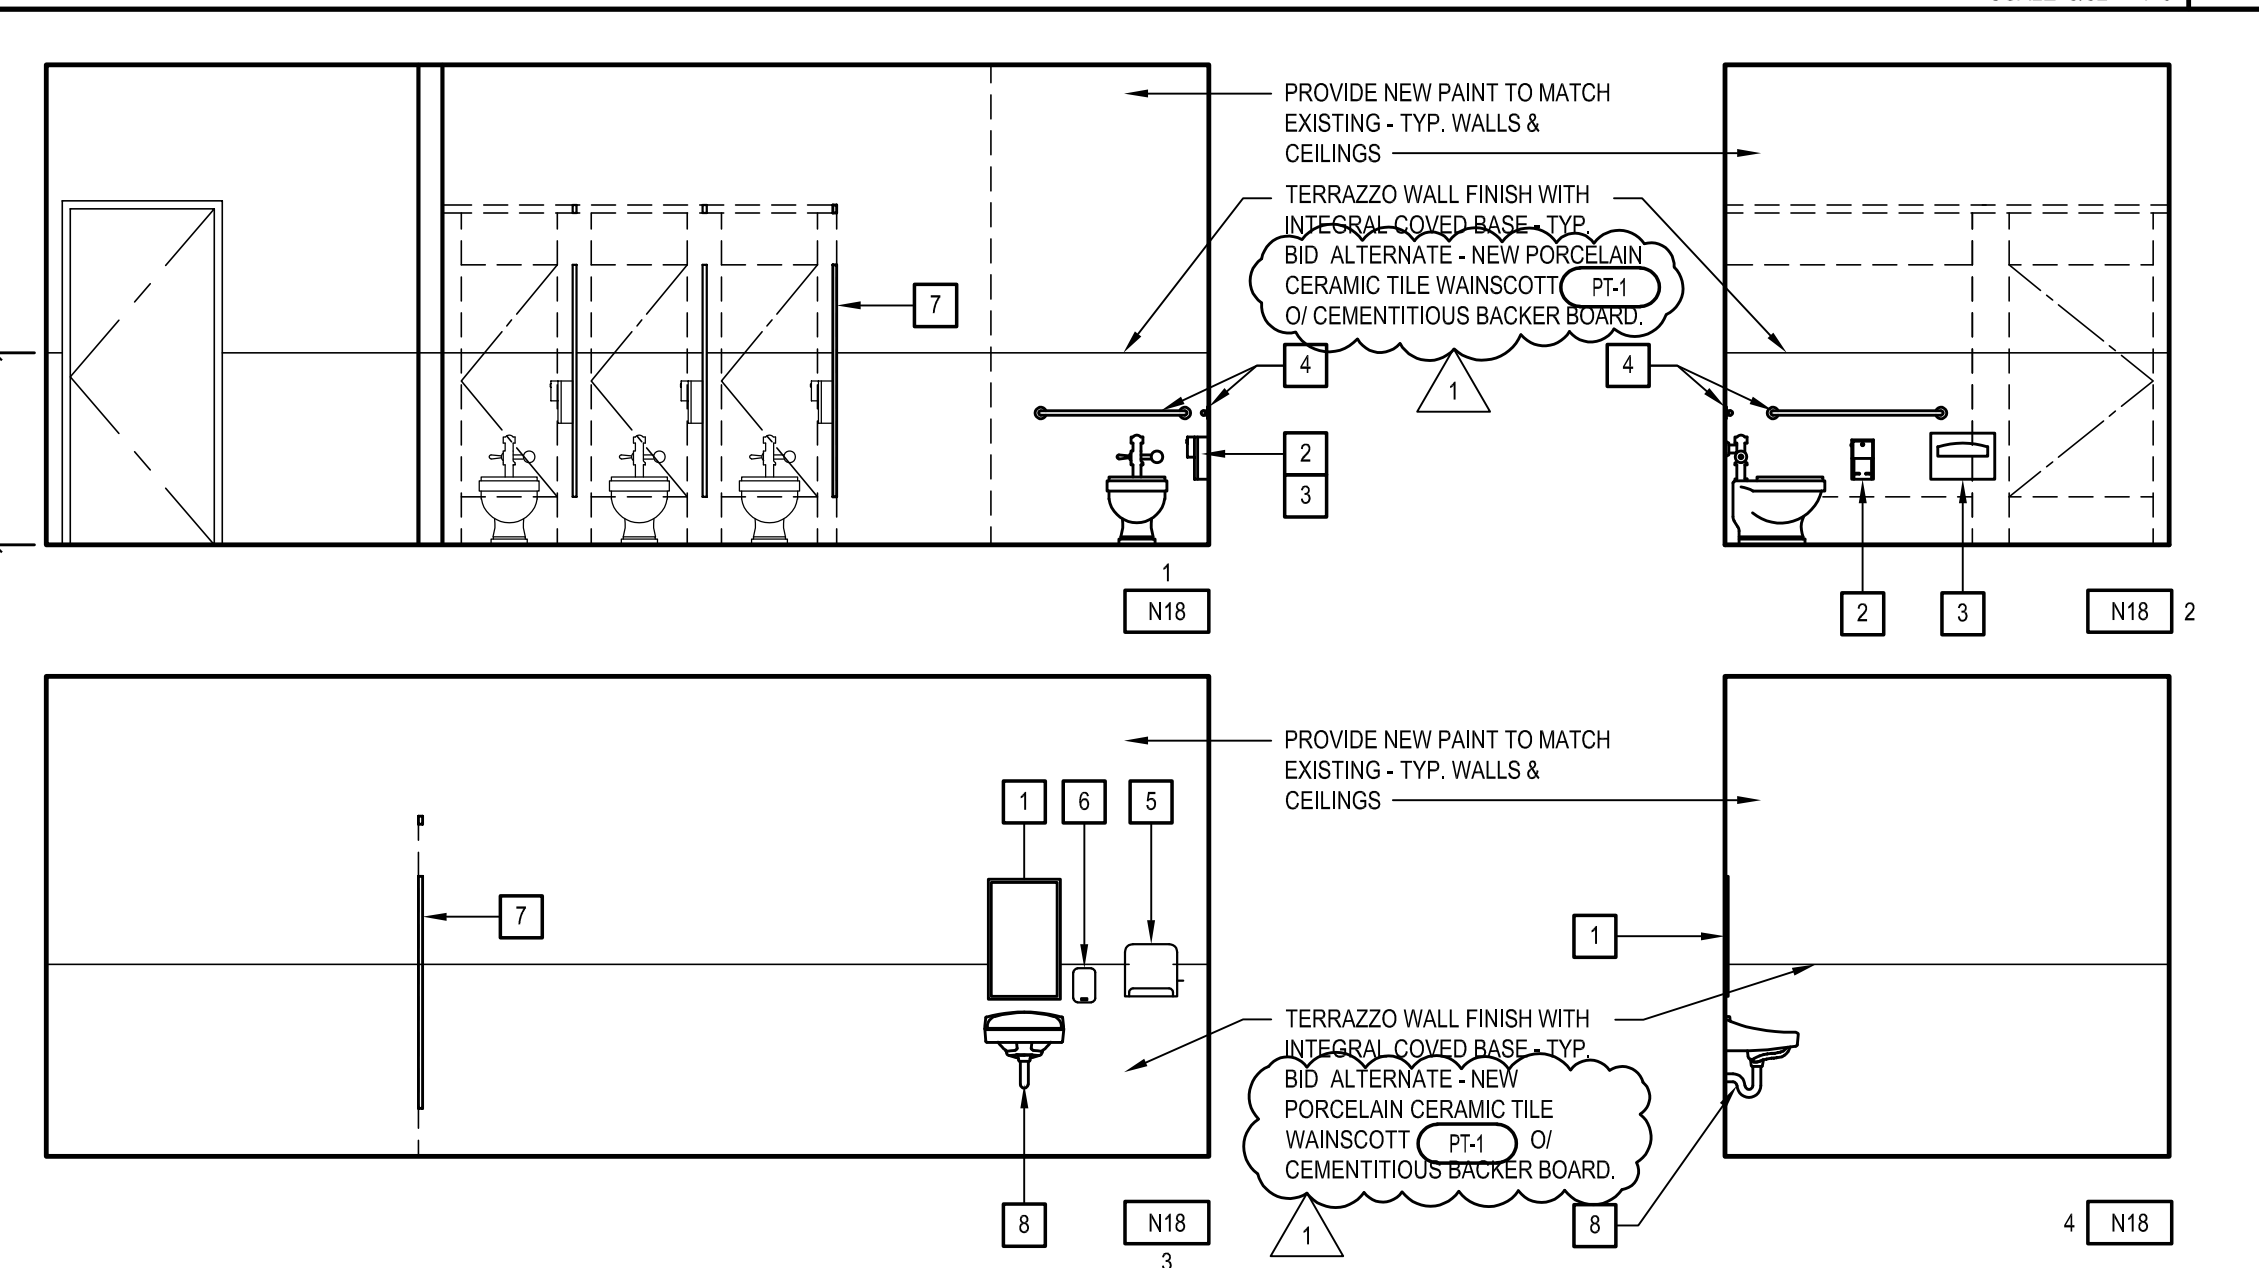 PROVIDE NEW PAINT TO MATCH
EXISTING - TYP. WALLS &
CEILINGS
TERRAZZO WALL FINISH WITH
INTEGRAL COVED BASE - TYP.
BID ALTERNATE - NEW PORCELAIN
CERAMIC TILE WAINSCOTT PT-1
O/ CEMENTITIOUS BACKER BOARD.
1
7
4
4
2
3
2
3
1
N18
N18 2
PROVIDE NEW PAINT TO MATCH
EXISTING - TYP. WALLS &
CEILINGS
1
6
5
7
1
TERRAZZO WALL FINISH WITH
INTEGRAL COVED BASE - TYP.
BID ALTERNATE - NEW
PORCELAIN CERAMIC TILE
WAINSCOTT PT-1 O/
CEMENTITIOUS BACKER BOARD.
1
8
8
N18
3
4 N18